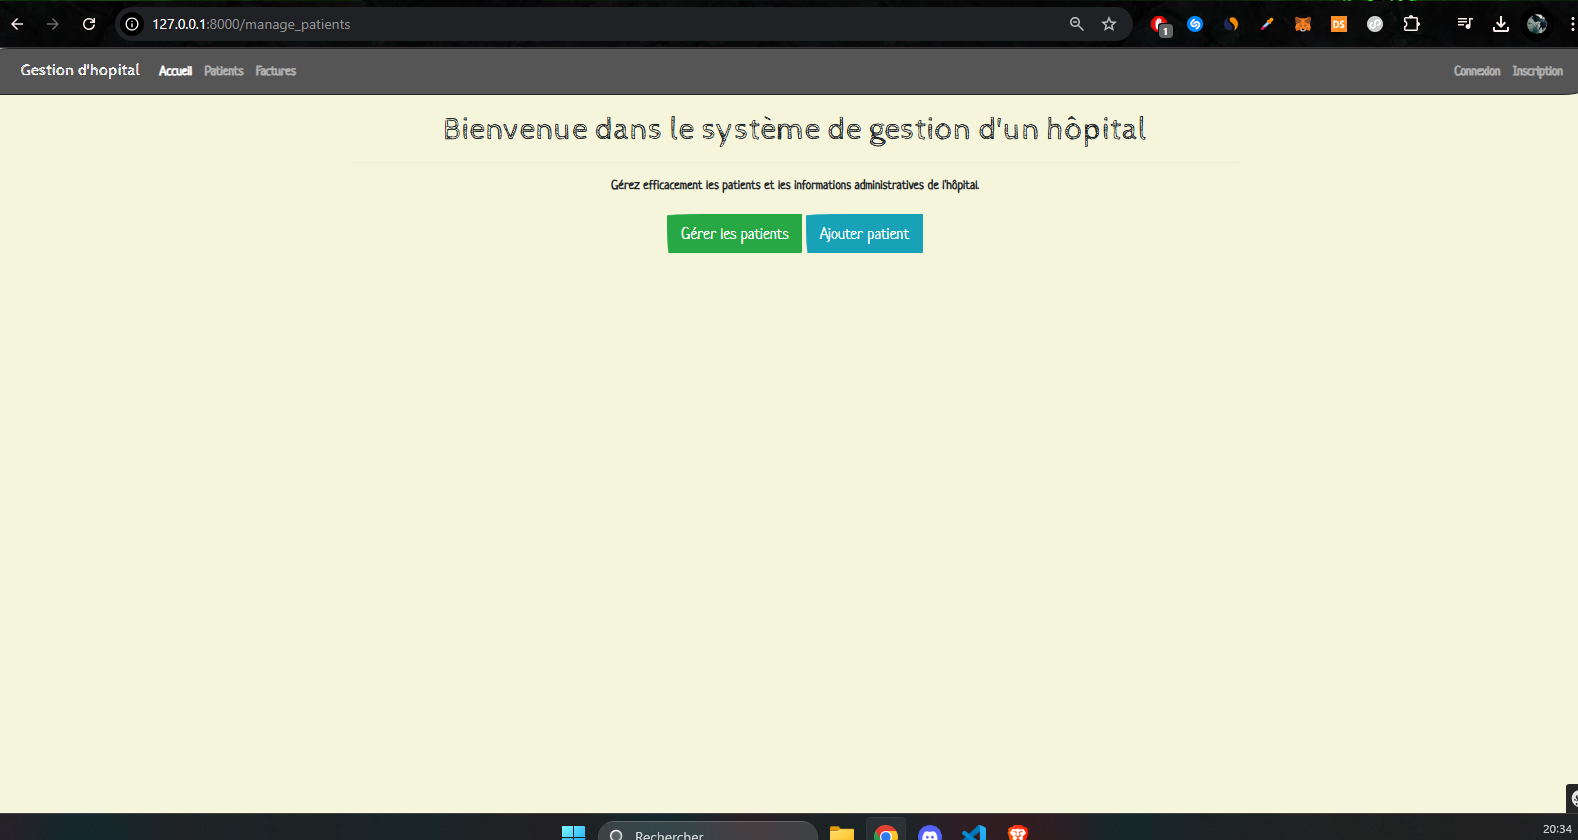 127.0.0.1:8000/manage_patients
1
DS
Gestion d'hopital Accueil Patients Factures Connexion Inscription
Bienvenue dans le système de gestion d'un hôpital
Gérez efficacement les patients et les informations administratives de l'hôpital.
Gérer les patients Ajouter patient
Rechercher
20:34